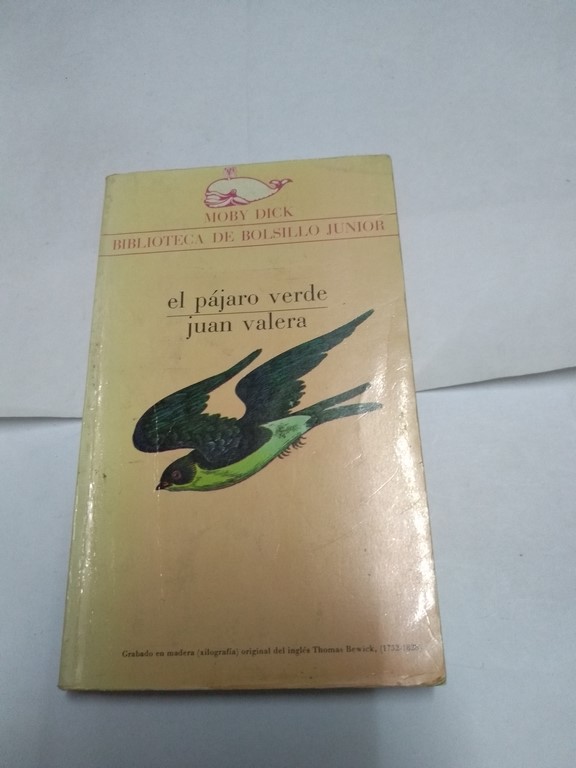 MOBY DICK
BIBLIOTECA DE BOLSILLO JUNIOR
el pájaro verde
juan valera
Grabado en madera (xilografía) original del inglés Thomas Bewick,